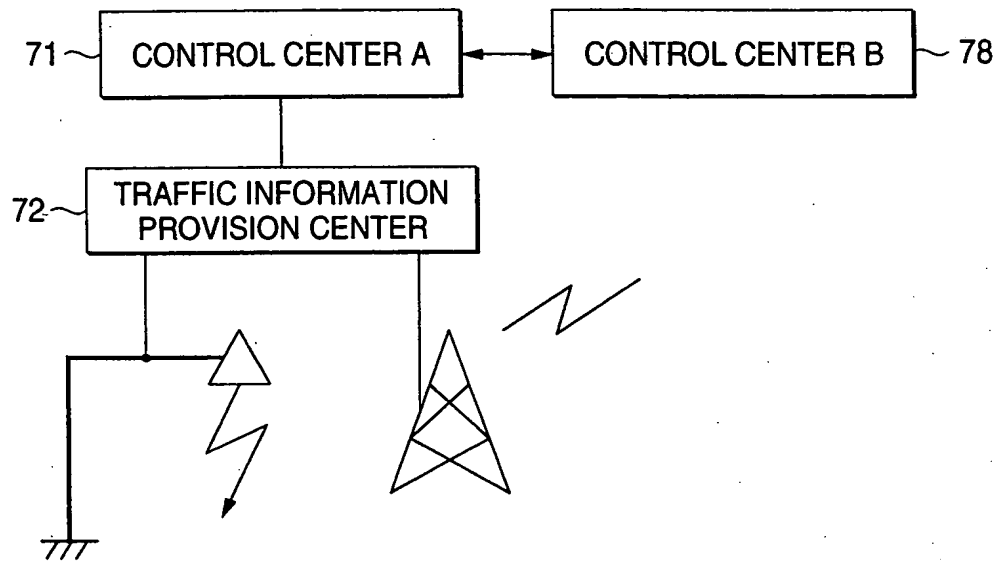 71 CONTROL CENTER A CONTROL CENTER B 78
72 TRAFFIC INFORMATION
PROVISION CENTER